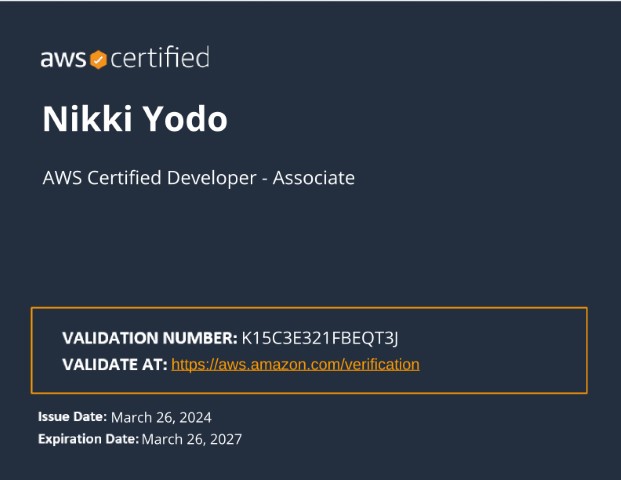 aws certified
Nikki Yodo
AWS Certified Developer - Associate
VALIDATION NUMBER: K15C3E321FBEQT3J
VALIDATE AT: https://aws.amazon.com/verification
Issue Date: March 26, 2024
Expiration Date: March 26, 2027